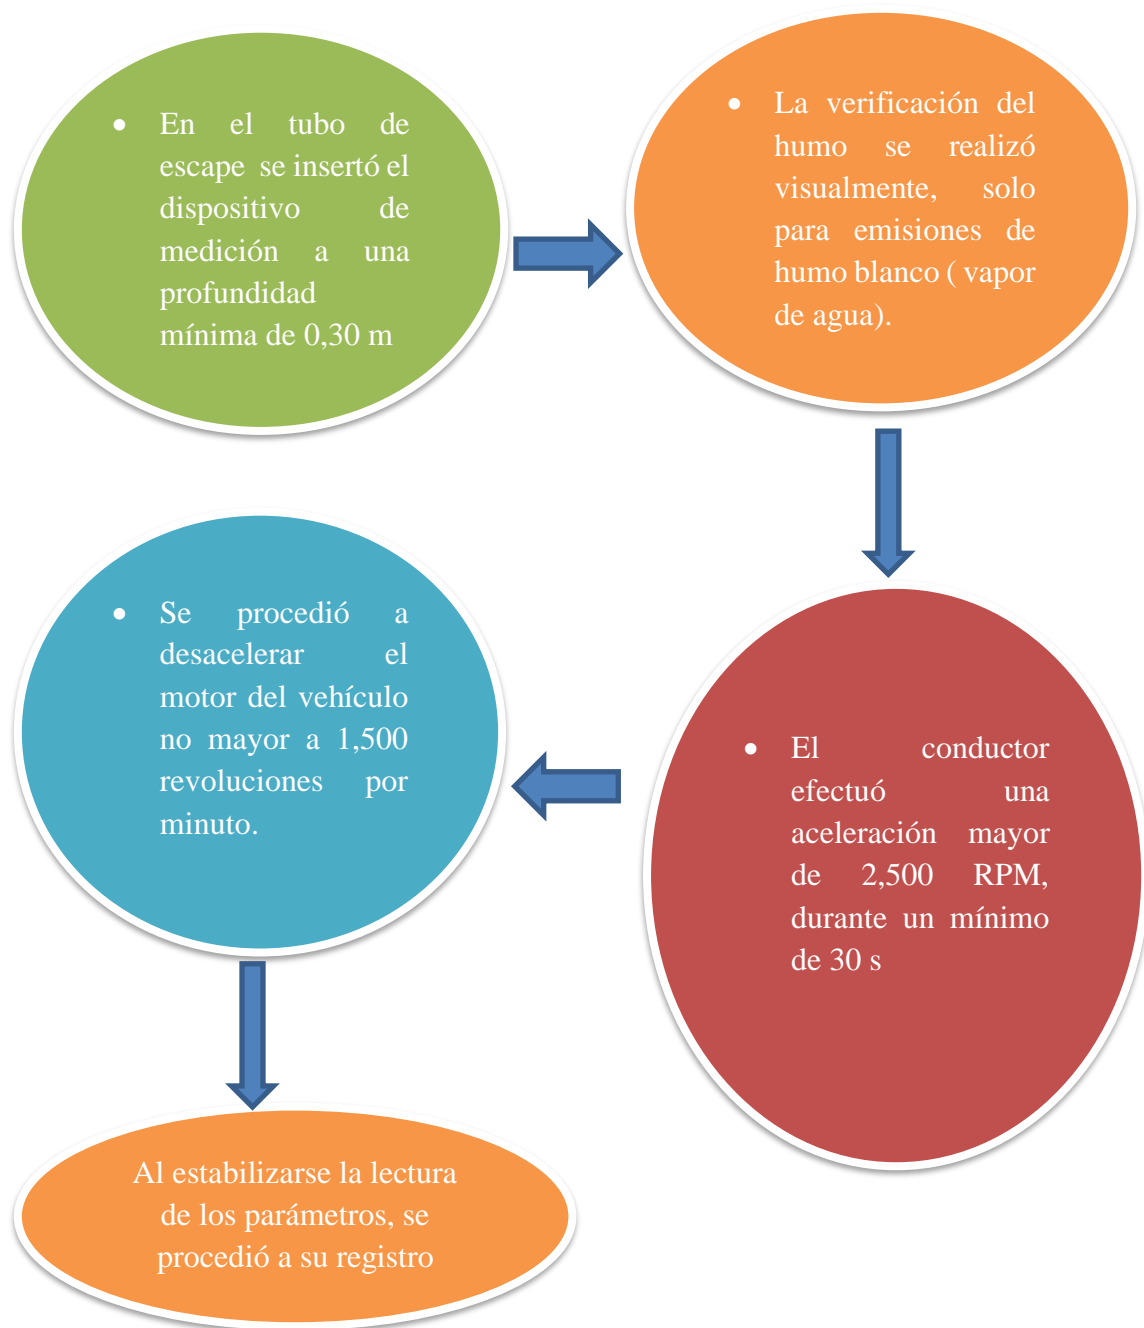 • En el tubo de
escape se insertó el
dispositivo de
medición a una
profundidad
mínima de 0,30 m
• La verificación del
humo se realizó
visualmente, solo
para emisiones de
humo blanco ( vapor
de agua).
• El conductor
efectuó una
aceleración mayor
de 2,500 RPM,
durante un mínimo
de 30 s
• Se procedió a
desacelerar el
motor del vehículo
no mayor a 1,500
revoluciones por
minuto.
Al estabilizarse la lectura
de los parámetros, se
procedió a su registro